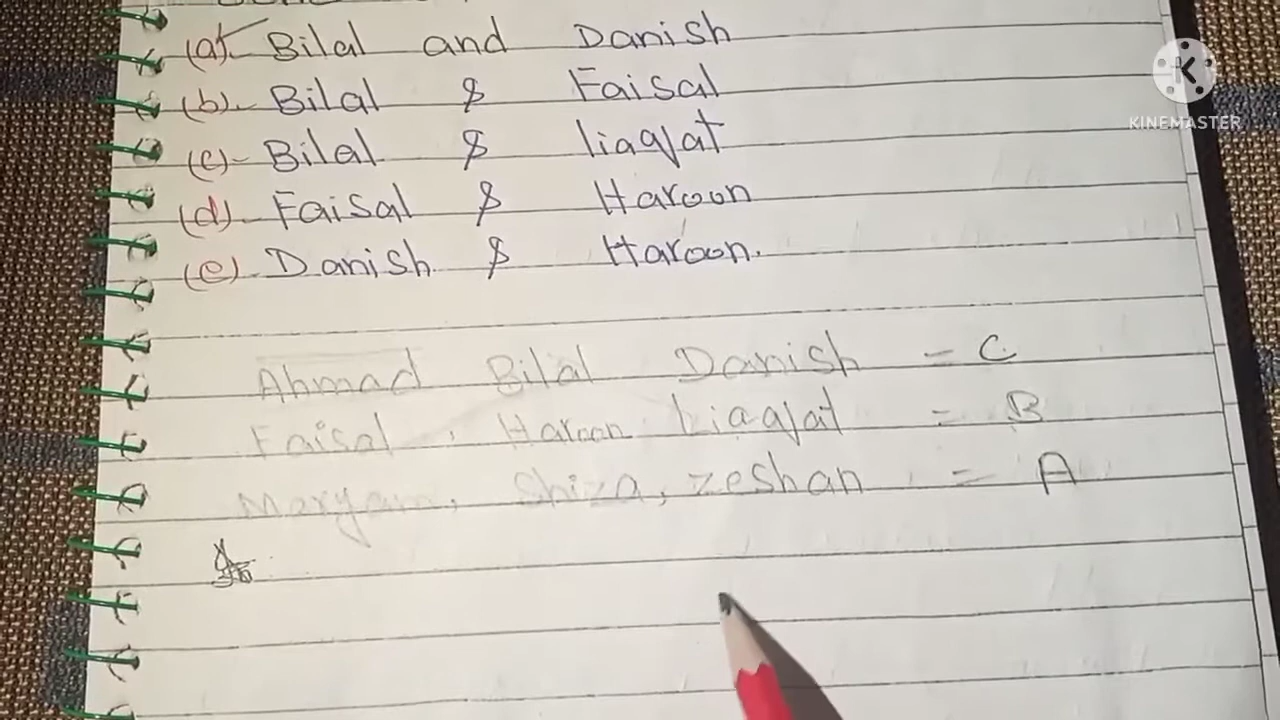 (a) Bilal and Danish
(b) Bilal & Faisal
(c) Bilal & liaqat
(d) Faisal & Haroon
(e) Danish & Haroon.
KINEMASTER
Ahmad Bilal Danish = C
Faisal, Haroon Liaqat = B
Maryam, Shiza, zeshan = A